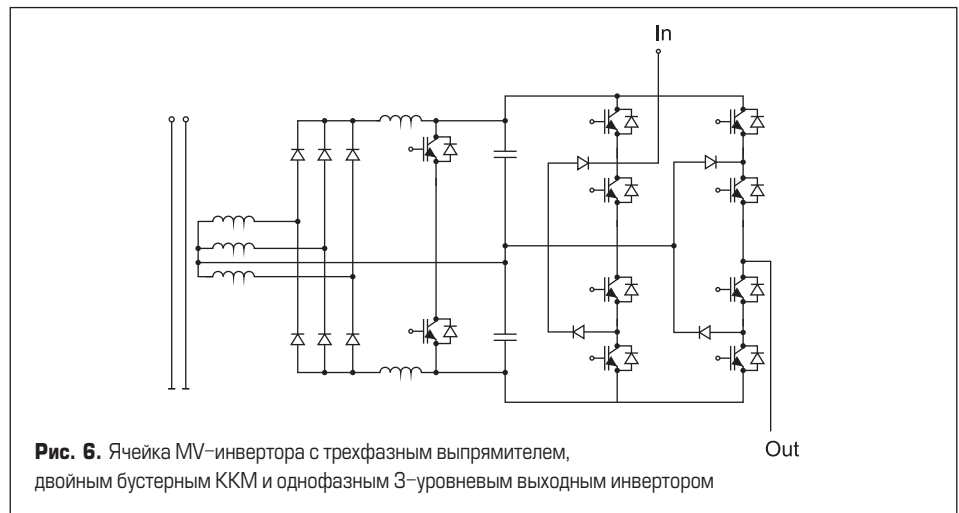 In
Out
Рис. 6. Ячейка MV-инвертора с трехфазным выпрямителем,
двойным бустерным ККМ и однофазным 3-уровневым выходным инвертором